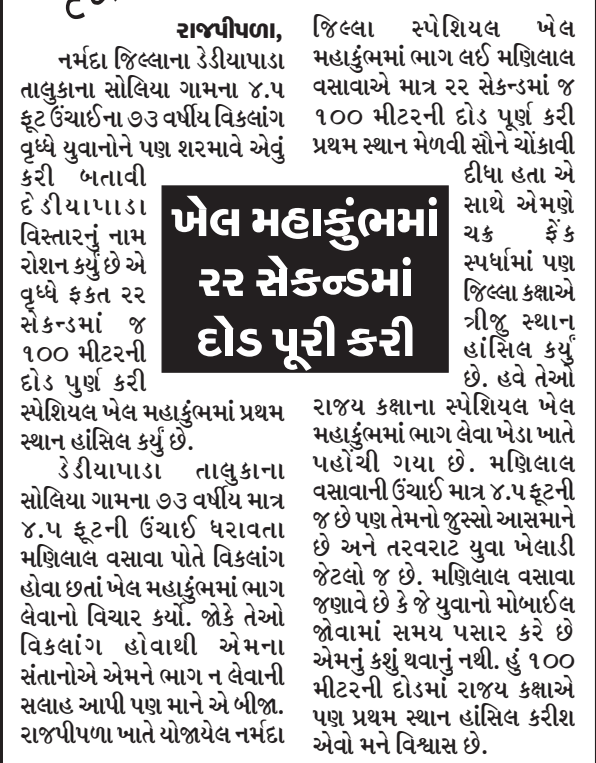 રાજપીપળા,
નર્મદા જિલ્લાના ડેડીયાપાડા
તાલુકાના સોલિયા ગામના ૪.૫
ફૂટ ઉંચાઈના ૭૩ વર્ષીય વિકલાંગ
વૃધ્ધે યુવાનોને પણ શરમાવે એવું
કરી બતાવી
દેડીયાપાડા
વિસ્તારનું નામ
રોશન કર્યું છે એ
વૃધ્ધે ફકત ૨૨
સેકન્ડમાં જ
૧૦૦ મીટરની
દોડ પુર્ણ કરી
સ્પેશિયલ ખેલ મહાકુંભમાં પ્રથમ
સ્થાન હાંસિલ કર્યું છે.
ડેડીયાપાડા તાલુકાના
સોલિયા ગામના ૭૩ વર્ષીય માત્ર
૪.૫ ફૂટની ઉંચાઈ ધરાવતા
મણિલાલ વસાવા પોતે વિકલાંગ
હોવા છતાં ખેલ મહાકુંભમાં ભાગ
લેવાનો વિચાર કર્યો. જોકે તેઓ
વિકલાંગ હોવાથી એમના
સંતાનોએ એમને ભાગ ન લેવાની
સલાહ આપી પણ માને એ બીજા.
રાજપીપળા ખાતે યોજાયેલ નર્મદા
ખેલ મહાકુંભમાં
૨૨ સેકન્ડમાં
દોડ પૂરી કરી
જિલ્લા સ્પેશિયલ ખેલ
મહાકુંભમાં ભાગ લઈ મણિલાલ
વસાવાએ માત્ર ૨૨ સેકન્ડમાં જ
૧૦૦ મીટરની દોડ પૂર્ણ કરી
પ્રથમ સ્થાન મેળવી સૌને ચોંકાવી
દીધા હતા એ
સાથે એમણે
ચક્ર ફેંક
સ્પર્ધામાં પણ
જિલ્લા કક્ષાએ
ત્રીજુ સ્થાન
હાંસિલ કર્યું
છે. હવે તેઓ
રાજય કક્ષાના સ્પેશિયલ ખેલ
મહાકુંભમાં ભાગ લેવા ખેડા ખાતે
પહોંચી ગયા છે. મણિલાલ
વસાવાની ઉંચાઈ માત્ર ૪.૫ ફૂટની
જ છે પણ તેમનો જુસ્સો આસમાને
છે અને તરવરાટ યુવા ખેલાડી
જેટલો જ છે. મણિલાલ વસાવા
જણાવે છે કે જે યુવાનો મોબાઈલ
જોવામાં સમય પસાર કરે છે
એમનું કશું થવાનું નથી. હું ૧૦૦
મીટરની દોડમાં રાજય કક્ષાએ
પણ પ્રથમ સ્થાન હાંસિલ કરીશ
એવો મને વિશ્વાસ છે.